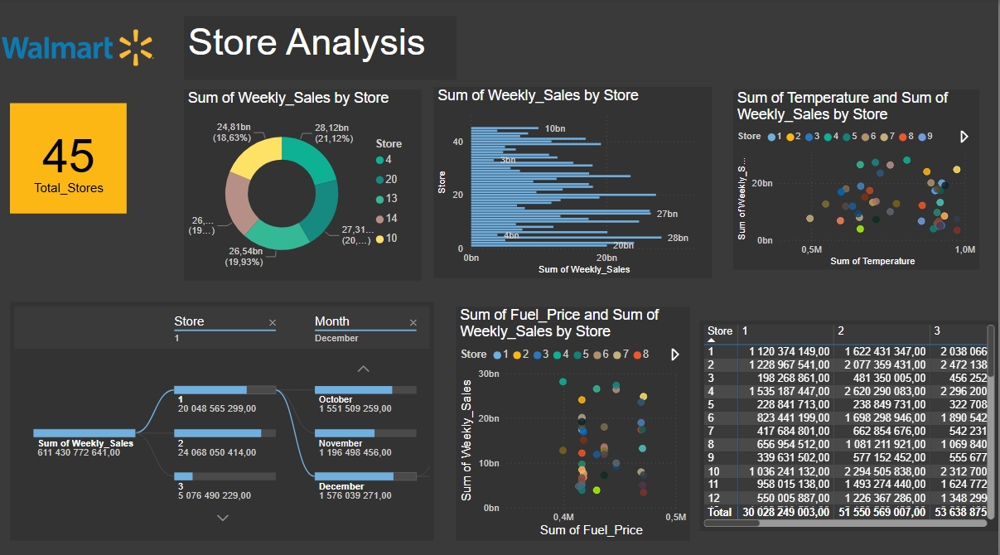 Walmart
Store Analysis
45
Total_Stores
Sum of Weekly_Sales by Store
24,81bn
(18,63%)
28,12bn
(21,12%)
26,...
(19...)
27,31...
(20,...)
26,54bn
(19,93%)
Store
4
20
13
14
10
Sum of Weekly_Sales by Store
Store
40
20
0
10bn
3bn
27bn
4bn
28bn
20bn
0bn
20bn
Sum of Weekly_Sales
Sum of Temperature and Sum of
Weekly_Sales by Store
Store 1 2 3 4 5 6 7 8 9
Sum of Weekly_S...
20bn
0bn
0,5M
1,0M
Sum of Temperature
Store ×
1
Month ×
December
Sum of Weekly_Sales
611 430 772 641,00
1
20 048 565 299,00
2
24 068 050 414,00
3
5 076 490 229,00
October
1 551 509 259,00
November
1 196 498 456,00
December
1 576 039 271,00
Sum of Fuel_Price and Sum of
Weekly_Sales by Store
Store 1 2 3 4 5 6 7 8
Sum of Weekly_Sales
30bn
20bn
10bn
0bn
0,4M
0,5M
Sum of Fuel_Price
Store 1 2 3
1 1 120 374 149,00 1 622 431 347,00 2 038 066
2 1 228 967 541,00 2 077 359 431,00 2 472 138
3 198 268 861,00 481 350 005,00 456 252
4 1 535 187 447,00 2 620 290 083,00 2 296 200
5 228 841 713,00 238 849 731,00 322 708
6 823 441 199,00 1 698 298 946,00 1 890 542
7 417 684 801,00 662 854 676,00 542 231
8 656 954 512,00 1 081 211 921,00 1 069 840
9 339 631 502,00 577 152 452,00 555 677
10 1 036 241 132,00 2 294 505 838,00 2 312 700
11 958 015 138,00 1 493 274 440,00 1 624 772
12 550 005 887,00 1 226 367 286,00 1 348 299
Total 30 028 249 003,00 51 550 569 007,00 53 638 875